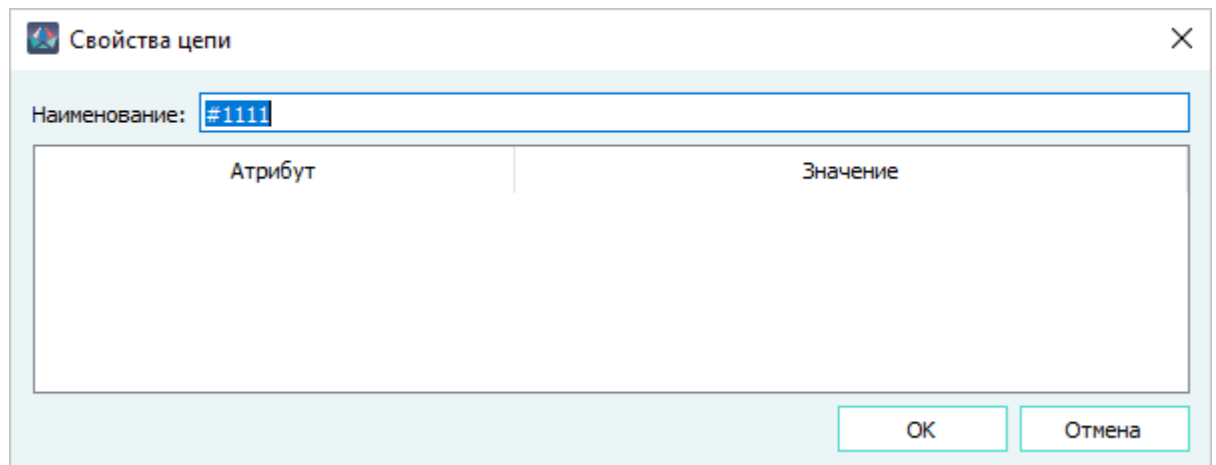 Свойства цепи
Наименование: #1111
Атрибут Значение
OK Отмена